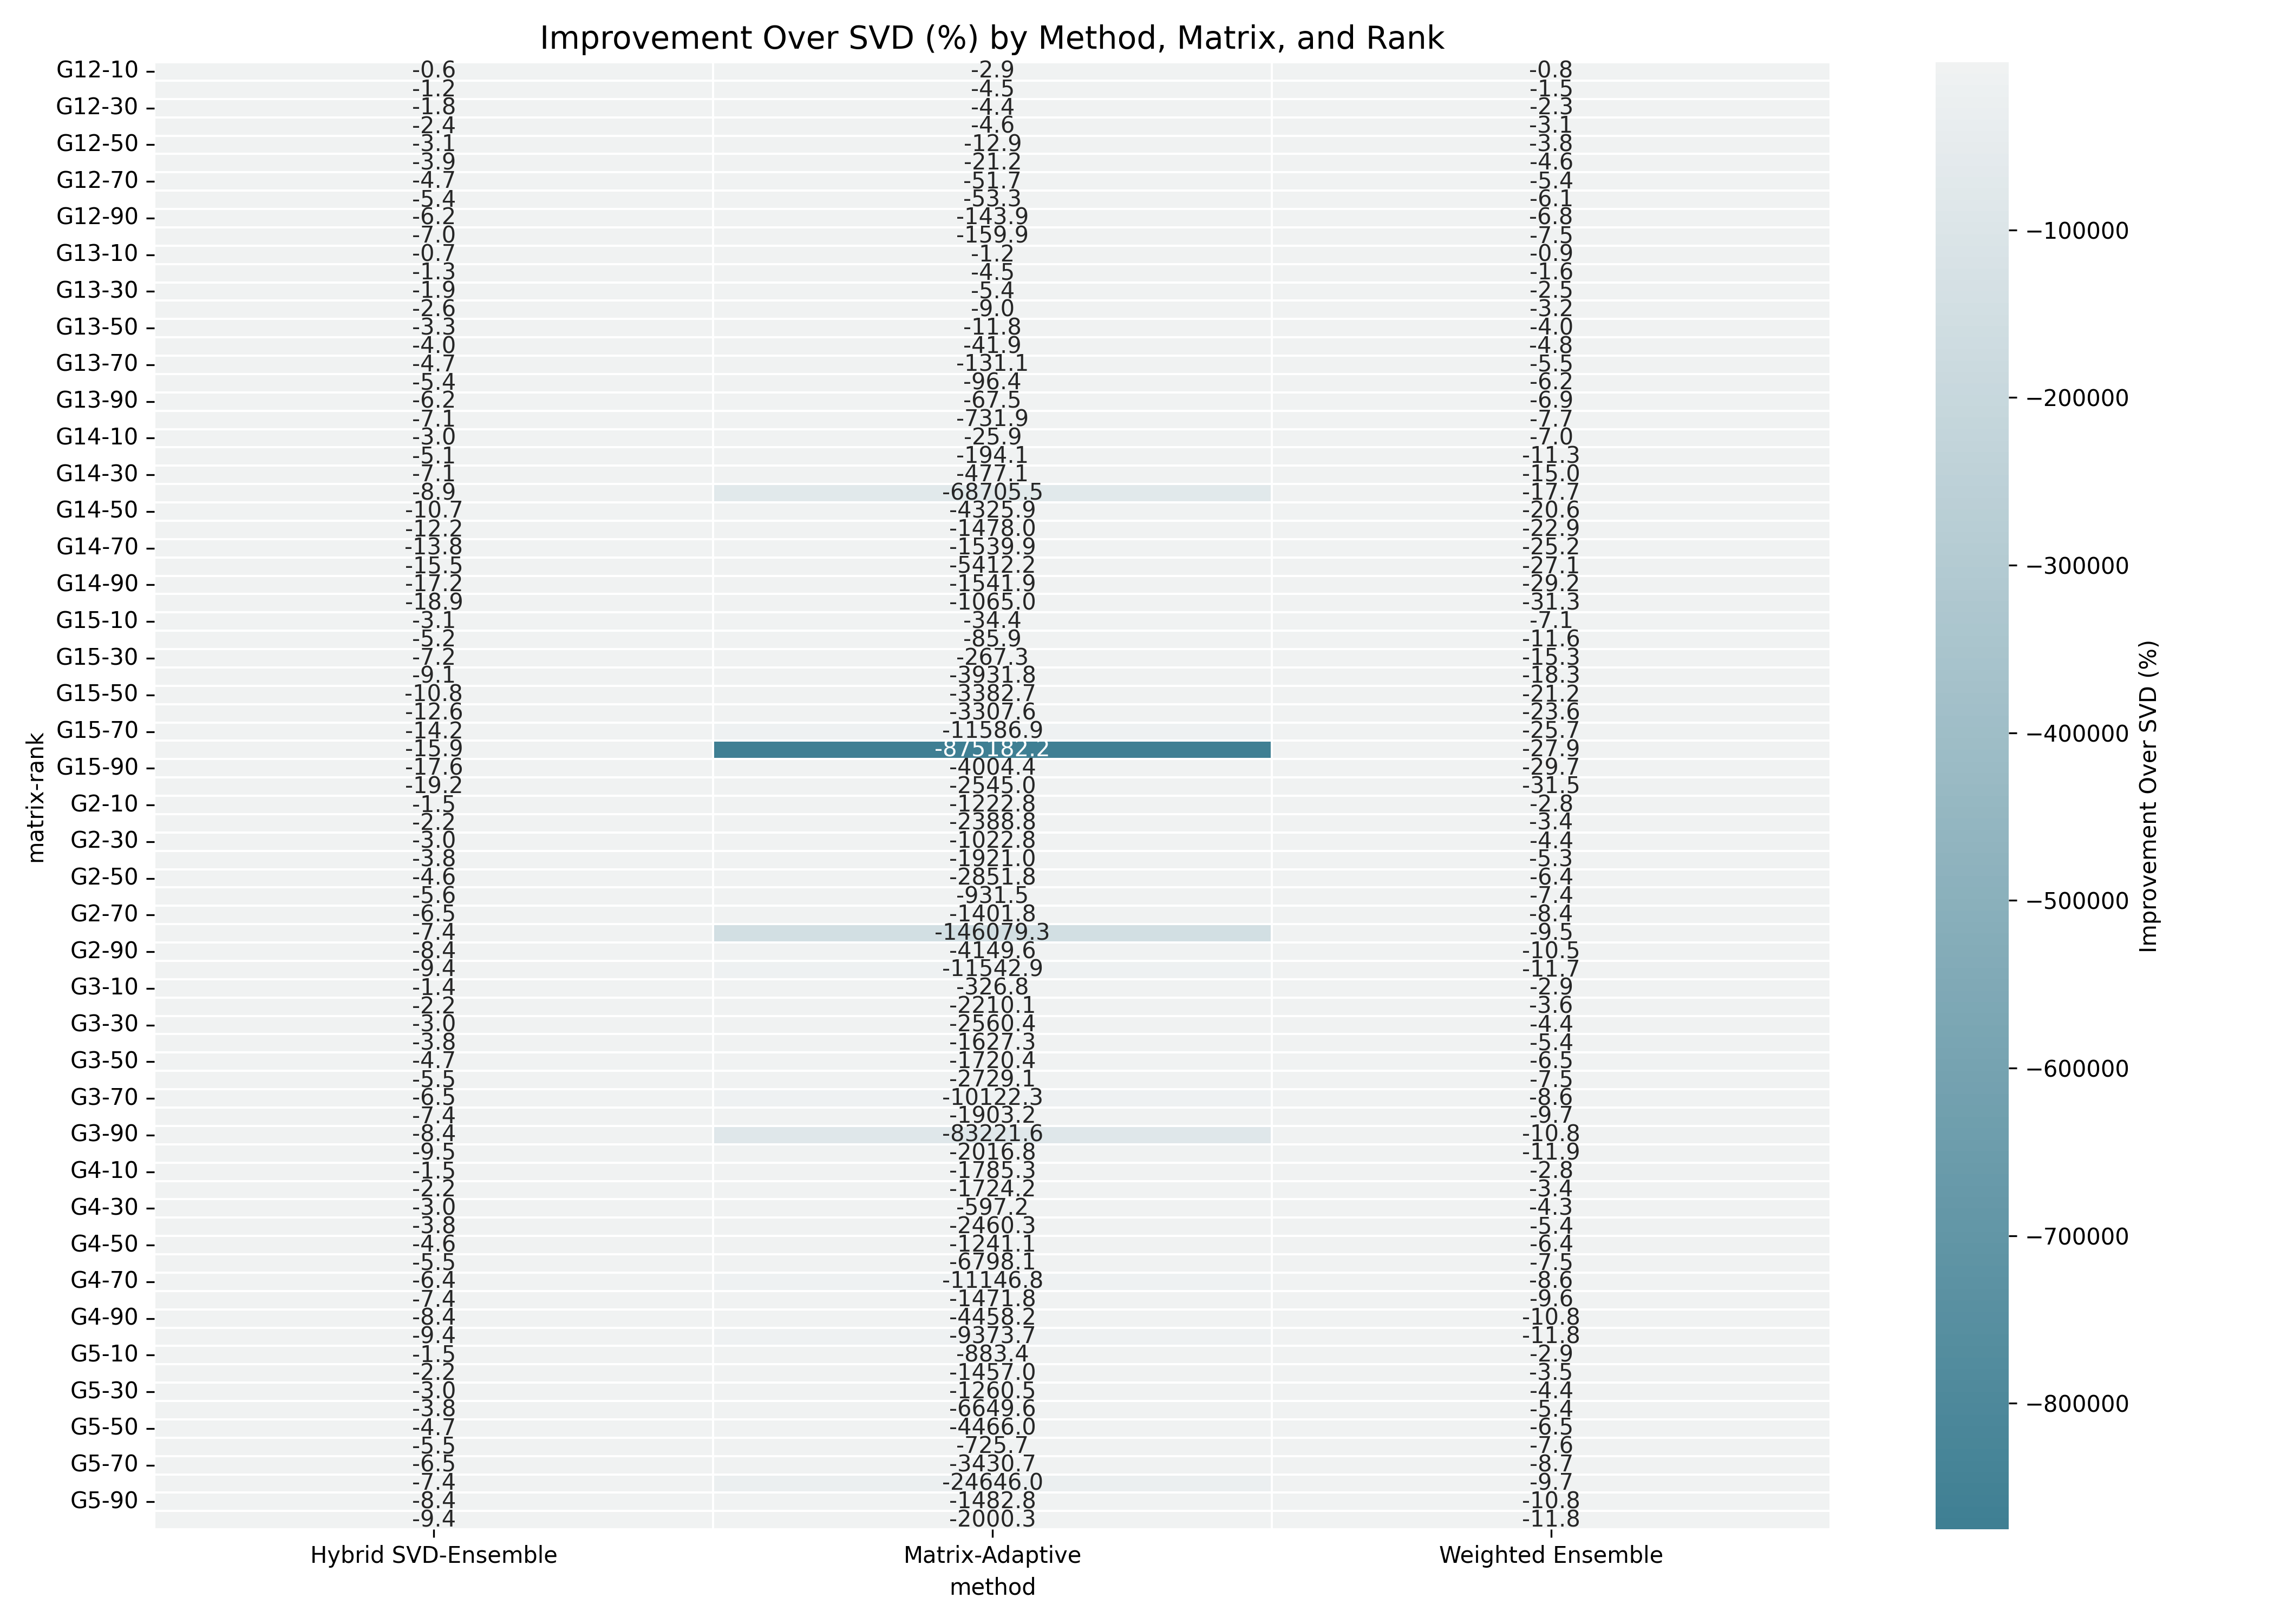 Improvement Over SVD (%) by Method, Matrix, and Rank
G12-10 -0.6 -2.9 -0.8
-1.2 -4.5 -1.5
G12-30 -1.8 -4.4 -2.3
-2.4 -4.6 -3.1
G12-50 -3.1 -12.9 -3.8
-3.9 -21.2 -4.6
G12-70 -4.7 -51.7 -5.4
-5.4 -53.3 -6.1
G12-90 -6.2 -143.9 -6.8
-7.0 -159.9 -7.5
G13-10 -0.7 -1.2 -0.9
-1.3 -4.5 -1.6
G13-30 -1.9 -5.4 -2.5
-2.6 -9.0 -3.2
G13-50 -3.3 -11.8 -4.0
-4.0 -41.9 -4.8
G13-70 -4.7 -131.1 -5.5
-5.4 -96.4 -6.2
G13-90 -6.2 -67.5 -6.9
-7.1 -731.9 -7.7
G14-10 -3.0 -25.9 -7.0
-5.1 -194.1 -11.3
G14-30 -7.1 -477.1 -15.0
-8.9 -68705.5 -17.7
G14-50 -10.7 -4325.9 -20.6
-12.2 -1478.0 -22.9
G14-70 -13.8 -1539.9 -25.2
-15.5 -5412.2 -27.1
G14-90 -17.2 -1541.9 -29.2
-18.9 -1065.0 -31.3
G15-10 -3.1 -34.4 -7.1
-5.2 -85.9 -11.6
G15-30 -7.2 -267.3 -15.3
-9.1 -3931.8 -18.3
G15-50 -10.8 -3382.7 -21.2
-12.6 -3307.6 -23.6
G15-70 -14.2 -11586.9 -25.7
-15.9 -875182.2 -27.9
G15-90 -17.6 -4004.4 -29.7
-19.2 -2545.0 -31.5
G2-10 -1.5 -1222.8 -2.8
-2.2 -2388.8 -3.4
G2-30 -3.0 -1022.8 -4.4
-3.8 -1921.0 -5.3
G2-50 -4.6 -2851.8 -6.4
-5.6 -931.5 -7.4
G2-70 -6.5 -1401.8 -8.4
-7.4 -146079.3 -9.5
G2-90 -8.4 -4149.6 -10.5
-9.4 -11542.9 -11.7
G3-10 -1.4 -326.8 -2.9
-2.2 -2210.1 -3.6
G3-30 -3.0 -2560.4 -4.4
-3.8 -1627.3 -5.4
G3-50 -4.7 -1720.4 -6.5
-5.5 -2729.1 -7.5
G3-70 -6.5 -10122.3 -8.6
-7.4 -1903.2 -9.7
G3-90 -8.4 -83221.6 -10.8
-9.5 -2016.8 -11.9
G4-10 -1.5 -1785.3 -2.8
-2.2 -1724.2 -3.4
G4-30 -3.0 -597.2 -4.3
-3.8 -2460.3 -5.4
G4-50 -4.6 -1241.1 -6.4
-5.5 -6798.1 -7.5
G4-70 -6.4 -11146.8 -8.6
-7.4 -1471.8 -9.6
G4-90 -8.4 -4458.2 -10.8
-9.4 -9373.7 -11.8
G5-10 -1.5 -883.4 -2.9
-2.2 -1457.0 -3.5
G5-30 -3.0 -1260.5 -4.4
-3.8 -6649.6 -5.4
G5-50 -4.7 -4466.0 -6.5
-5.5 -725.7 -7.6
G5-70 -6.5 -3430.7 -8.7
-7.4 -24646.0 -9.7
G5-90 -8.4 -1482.8 -10.8
-9.4 -2000.3 -11.8
Hybrid SVD-Ensemble Matrix-Adaptive Weighted Ensemble
method
matrix-rank
−100000
−200000
−300000
−400000
−500000
−600000
−700000
−800000
Improvement Over SVD (%)